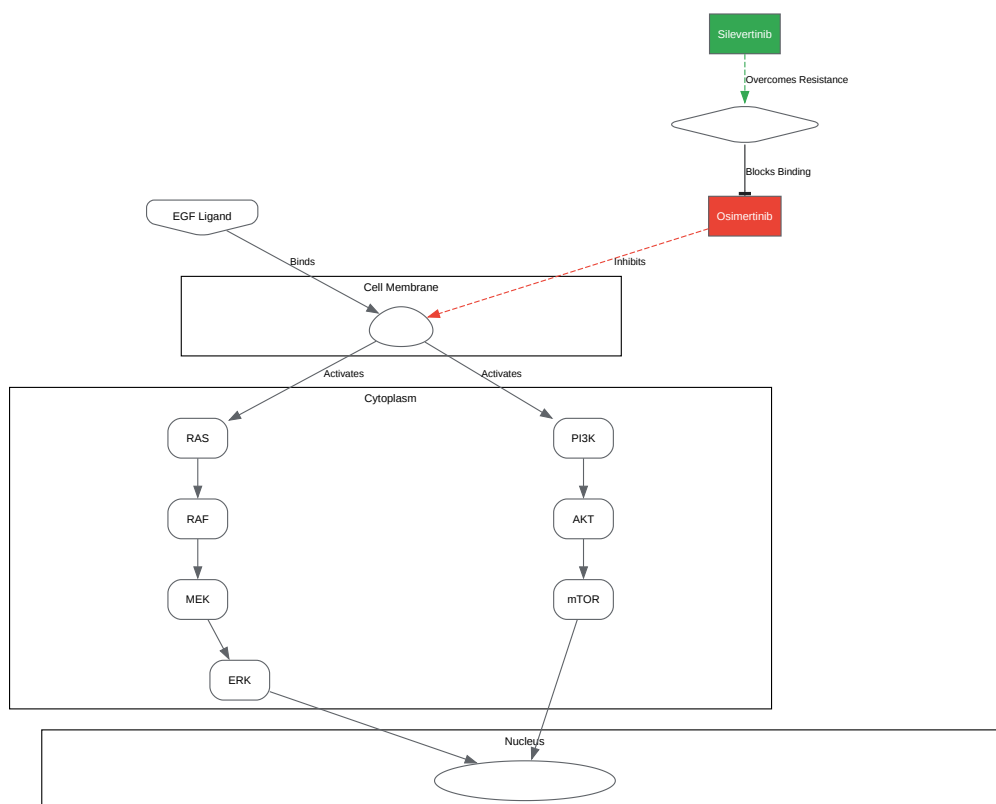 Silevertinib
Overcomes Resistance
Blocks Binding
EGF Ligand
Osimertinib
Binds
Inhibits
Cell Membrane
Activates
Activates
Cytoplasm
RAS
PI3K
RAF
AKT
MEK
mTOR
ERK
Nucleus